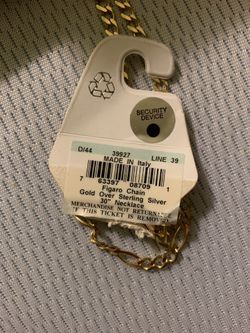 SECURITY
DEVICE
D/44 39927 LINE 39
MADE IN Italy
7 63397 08709 1
Figaro Chain
Gold Over Sterling Silver
30" Necklace
MERCHANDISE NOT RETURNABLE
IF THIS TICKET IS REMOVED